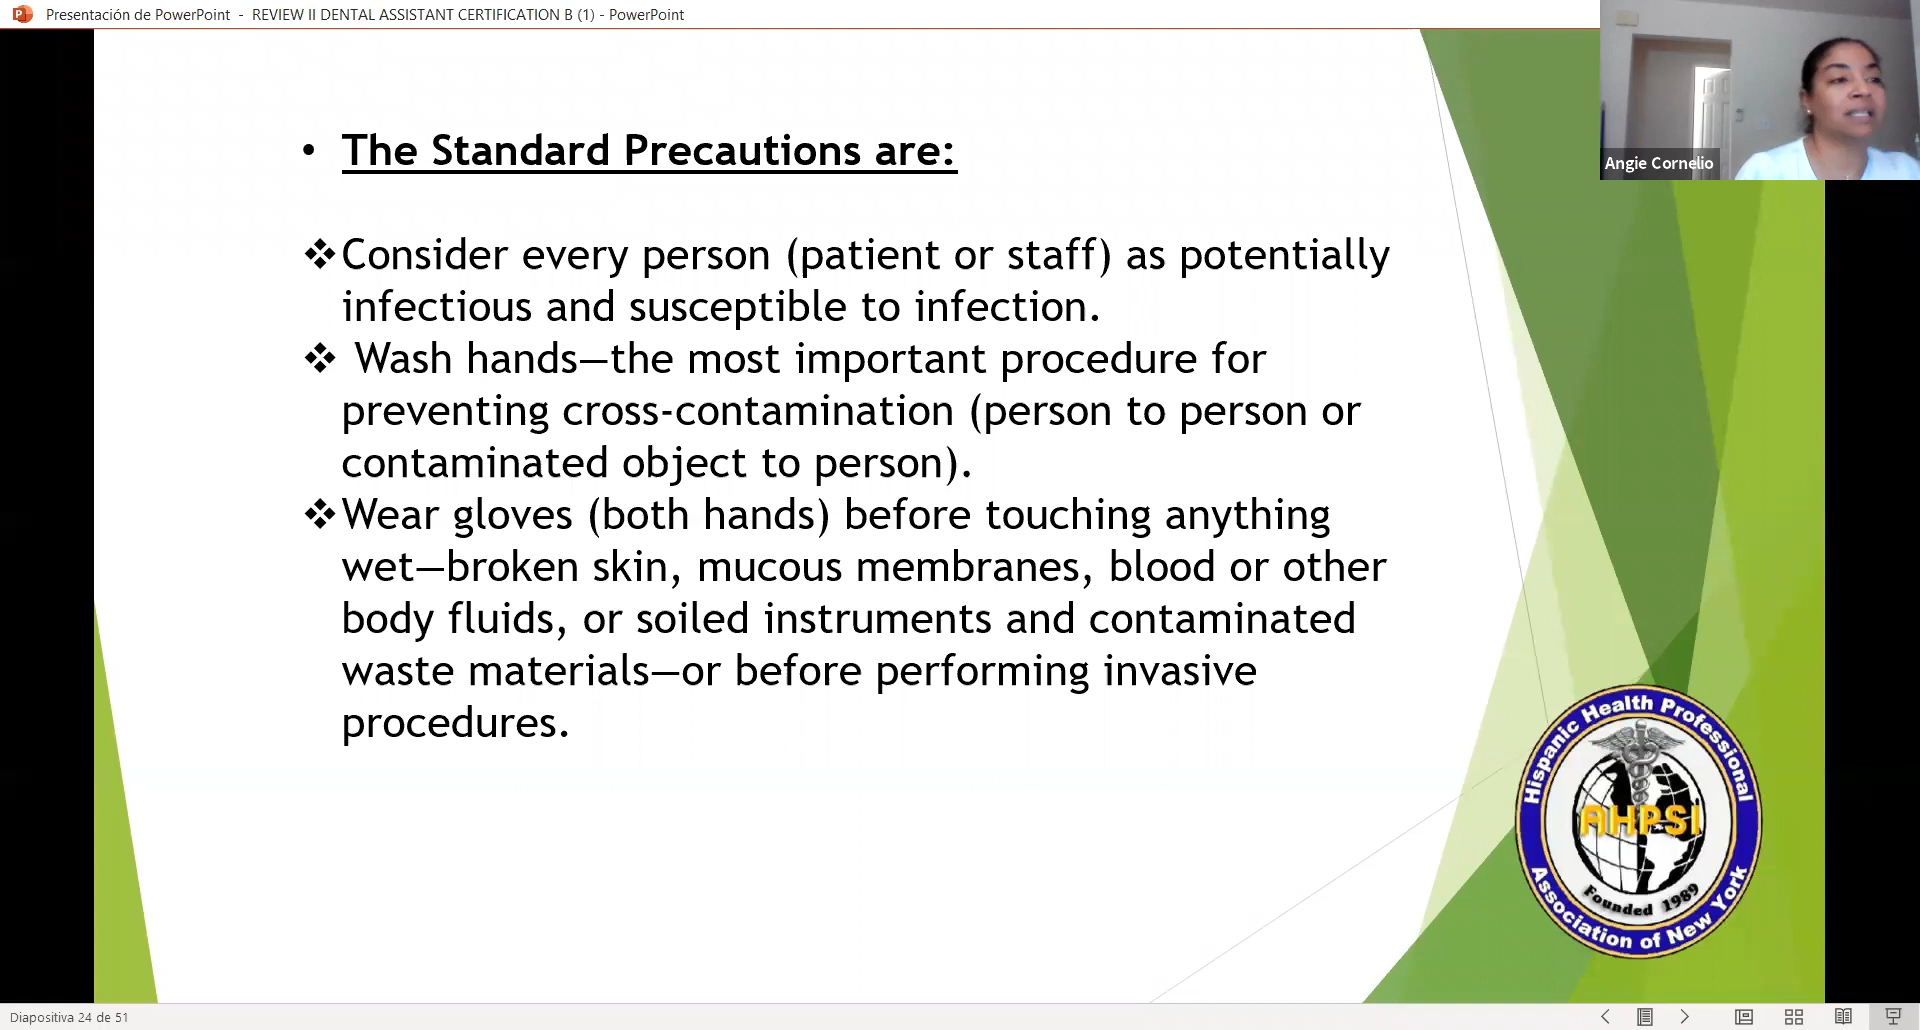 Presentación de PowerPoint - REVIEW II DENTAL ASSISTANT CERTIFICATION B (1) - PowerPoint
Angie Cornelio
• The Standard Precautions are:
❖Consider every person (patient or staff) as potentially
infectious and susceptible to infection.
❖ Wash hands—the most important procedure for
preventing cross-contamination (person to person or
contaminated object to person).
❖Wear gloves (both hands) before touching anything
wet—broken skin, mucous membranes, blood or other
body fluids, or soiled instruments and contaminated
waste materials—or before performing invasive
procedures.
Hispanic Health Professional
AHPSI
Founded 1989
Association of New York
Diapositiva 24 de 51